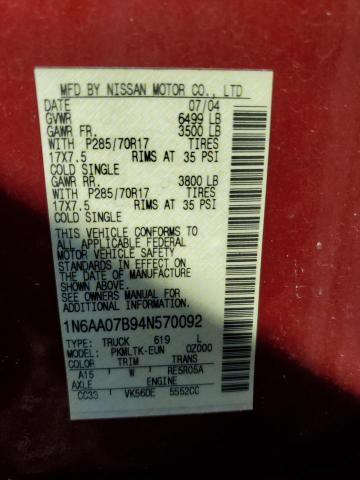 MFD BY NISSAN MOTOR CO., LTD
DATE 07/04
GVWR 6499 LB
GAWR FR. 3500 LB
WITH P285/70R17 TIRES
17X7.5 RIMS AT 35 PSI
COLD SINGLE
GAWR RR. 3800 LB
WITH P285/70R17 TIRES
17X7.5 RIMS AT 35 PSI
COLD SINGLE
THIS VEHICLE CONFORMS TO
ALL APPLICABLE FEDERAL
MOTOR VEHICLE SAFETY
STANDARDS IN EFFECT ON
THE DATE OF MANUFACTURE
SHOWN ABOVE.
SEE OWNERS MANUAL FOR
ADDITIONAL INFORMATION.
1N6AA07B94N570092
TYPE: TRUCK 619 L
MODEL: PKMLTK-EUN 0Z000
COLOR TRIM TRANS
A15 W RE5R05A
AXLE ENGINE
CC33 VK56DE 5552CC